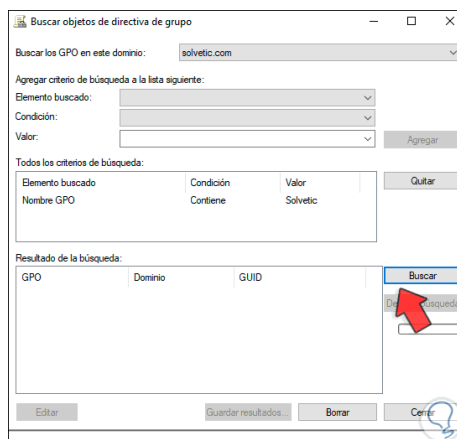 Buscar objetos de directiva de grupo
Buscar los GPO en este dominio: solvetic.com
Agregar criterio de búsqueda a la lista siguiente:
Elemento buscado:
Condición:
Valor:
Agregar
Todos los criterios de búsqueda:
Elemento buscado Condición Valor
Nombre GPO Contiene Solvetic
Quitar
Resultado de la búsqueda:
GPO Dominio GUID
Buscar
búsqueda
Editar Guardar resultados... Borrar Cerrar